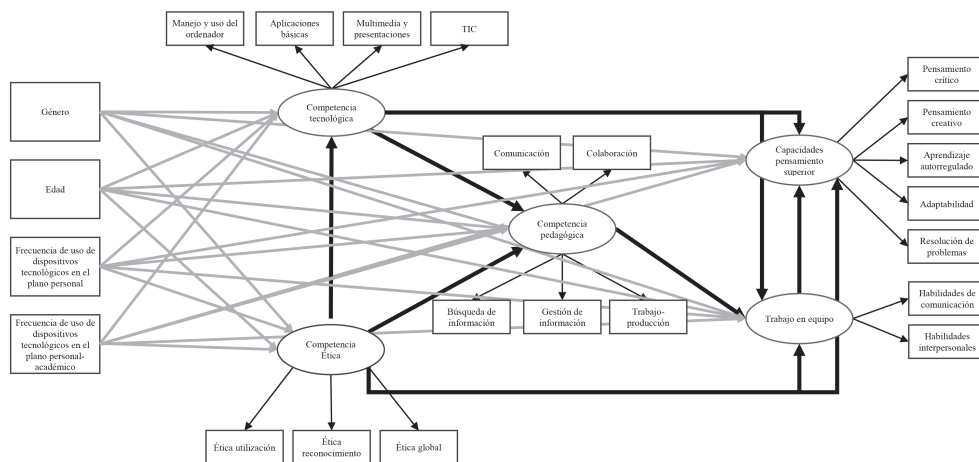 Manejo y uso del
ordenador
Aplicaciones
básicas
Multimedia y
presentaciones
TIC
Género
Competencia
tecnológica
Pensamiento
crítico
Pensamiento
creativo
Comunicación
Colaboración
Capacidades
pensamiento
superior
Aprendizaje
autorregulado
Edad
Adaptabilidad
Competencia
pedagógica
Resolución de
problemas
Frecuencia de uso de
dispositivos
tecnológicos en el
plano personal
Búsqueda de
información
Gestión de
información
Trabajo-
producción
Trabajo en equipo
Habilidades de
comunicación
Habilidades
interpersonales
Frecuencia de uso de
dispositivos
tecnológicos en el
plano personal-
académico
Competencia
Ética
Ética utilización
Ética
reconocimiento
Ética global